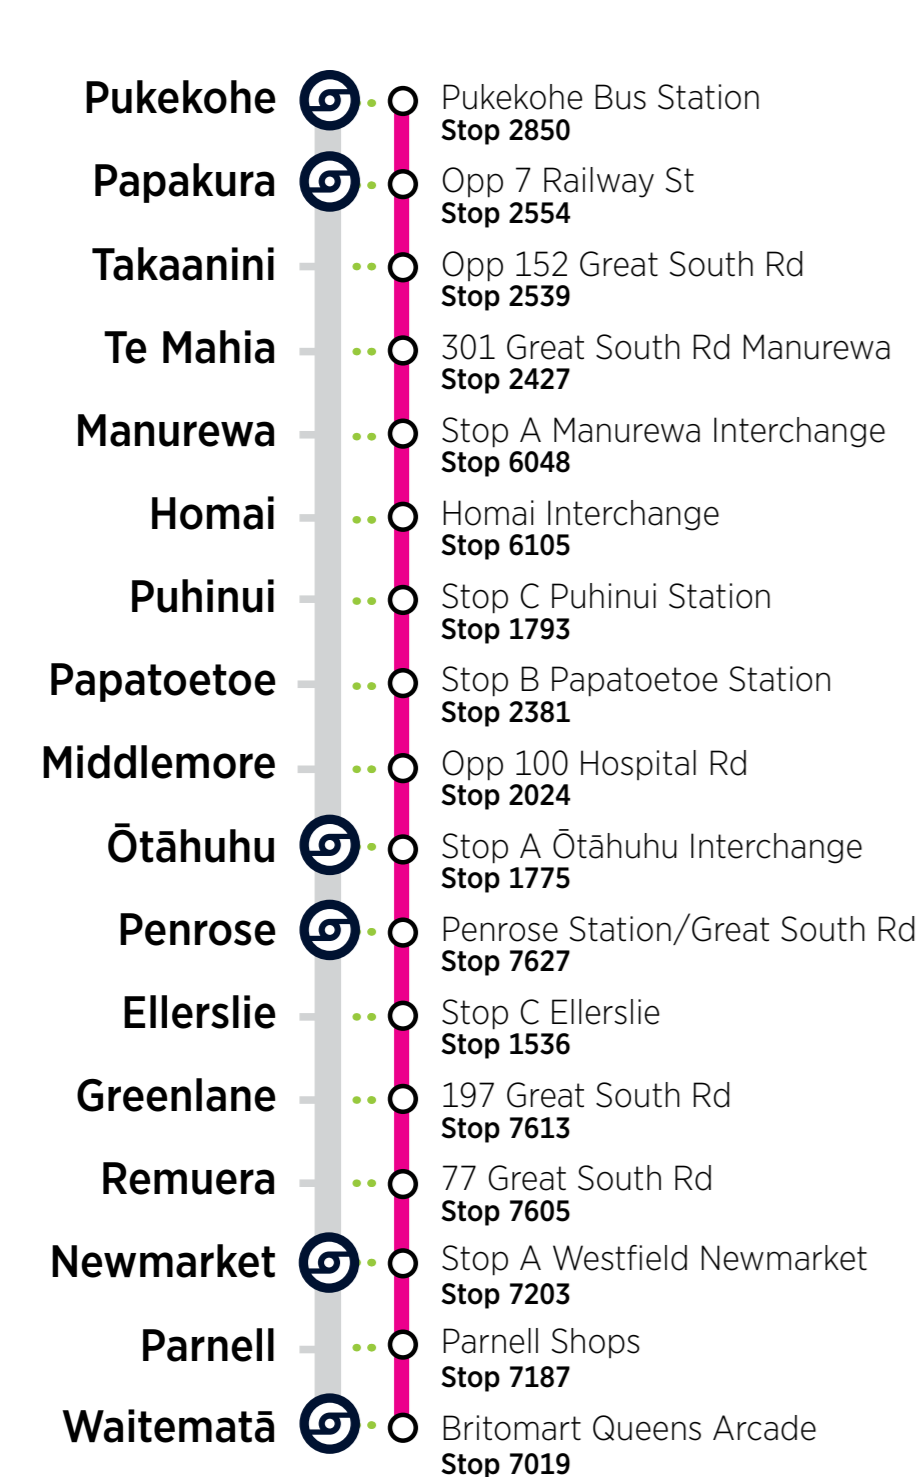 Pukekohe
Pukekohe Bus Station
Stop 2850
Papakura
Opp 7 Railway St
Stop 2554
Takaanini
Opp 152 Great South Rd
Stop 2539
Te Mahia
301 Great South Rd Manurewa
Stop 2427
Manurewa
Stop A Manurewa Interchange
Stop 6048
Homai
Homai Interchange
Stop 6105
Puhinui
Stop C Puhinui Station
Stop 1793
Papatoetoe
Stop B Papatoetoe Station
Stop 2381
Middlemore
Opp 100 Hospital Rd
Stop 2024
Ōtāhuhu
Stop A Ōtāhuhu Interchange
Stop 1775
Penrose
Penrose Station/Great South Rd
Stop 7627
Ellerslie
Stop C Ellerslie
Stop 1536
Greenlane
197 Great South Rd
Stop 7613
Remuera
77 Great South Rd
Stop 7605
Newmarket
Stop A Westfield Newmarket
Stop 7203
Parnell
Parnell Shops
Stop 7187
Waitematā
Britomart Queens Arcade
Stop 7019